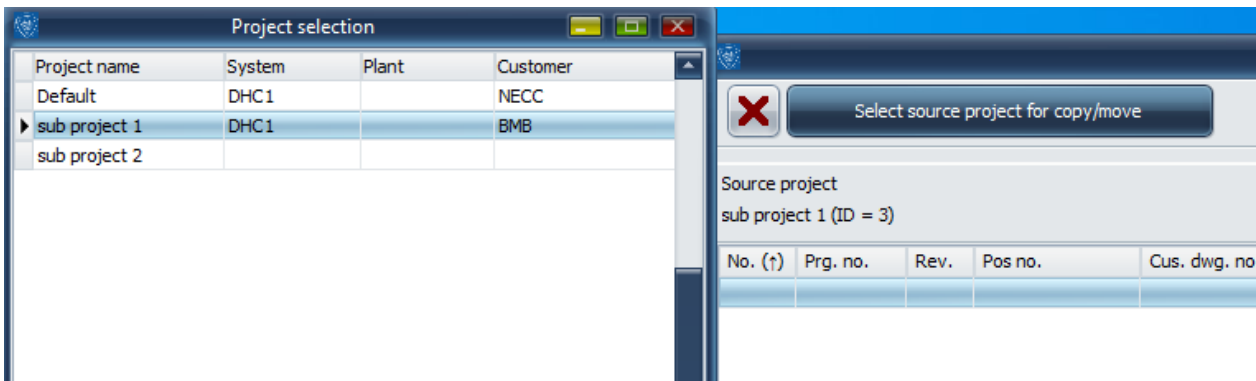 Project selection
Project name System Plant Customer
Default DHC1 NECC
sub project 1 DHC1 BMB
sub project 2
Select source project for copy/move
Source project
sub project 1 (ID = 3)
No. (↑) Prg. no. Rev. Pos no. Cus. dwg. no